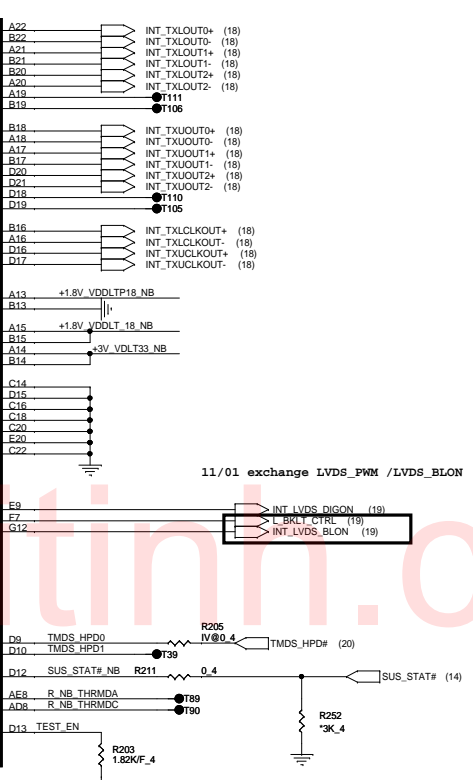 A22 INT_TXLOUT0+ (18)
B22 INT_TXLOUT0- (18)
A21 INT_TXLOUT1+ (18)
B21 INT_TXLOUT1- (18)
B20 INT_TXLOUT2+ (18)
A20 INT_TXLOUT2- (18)
A19 T111
B19 T106
B18 INT_TXUOUT0+ (18)
A18 INT_TXUOUT0- (18)
A17 INT_TXUOUT1+ (18)
B17 INT_TXUOUT1- (18)
D20 INT_TXUOUT2+ (18)
D21 INT_TXUOUT2- (18)
D18 T110
D19 T105
B16 INT_TXLCLKOUT+ (18)
A16 INT_TXLCLKOUT- (18)
D16 INT_TXUCLKOUT+ (18)
D17 INT_TXUCLKOUT- (18)
A13 +1.8V_VDDLTP18_NB
B13
A15 +1.8V_VDDLT_18_NB
B15
A14 +3V_VDLT33_NB
B14
C14
D15
C16
C18
C20
E20
C22
11/01 exchange LVDS_PWM /LVDS_BLON
E9 INT_LVDS_DIGON (19)
F7 L_BKLT_CTRL (19)
G12 INT_LVDS_BLON (19)
ltinh.c
R205
D9 TMDS_HPD0 IV@0_4 TMDS_HPD# (20)
D10 TMDS_HPD1 T39
D12 SUS_STAT#_NB R211 0_4 SUS_STAT# (14)
AE8 R_NB_THRMDA T89
AD8 R_NB_THRMDC T90
R252
*3K_4
D13 TEST_EN
R203
1.82K/F_4